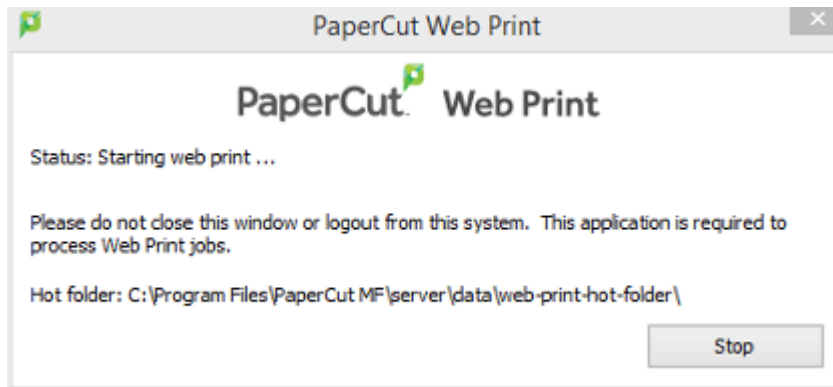 PaperCut Web Print
PaperCut Web Print
Status: Starting web print ...
Please do not close this window or logout from this system.  This application is required to
process Web Print jobs.
Hot folder: C:\Program Files\PaperCut MF\server\data\web-print-hot-folder\
Stop